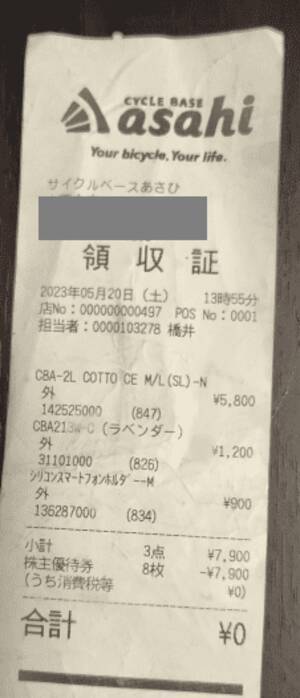 CYCLE BASE
asahi
Your bicycle, Your life.
サイクルベースあさひ
領収証
2023年05月20日(土) 13時55分
店No:000000000497 POS No:0001
担当者:0000103278 橋井
C8A-2L COTTO CE M/L(SL)-N
外 ¥5,800
142525000 (847)
(ラベンダー)
外 ¥1,200
31101000 (826)
シリコンスマートフォンホルダーーM
外 ¥900
136287000 (834)
小計 3点 ¥7,900
株主優待券 8枚 -¥7,900
(うち消費税等 ¥0)
合計 ¥0